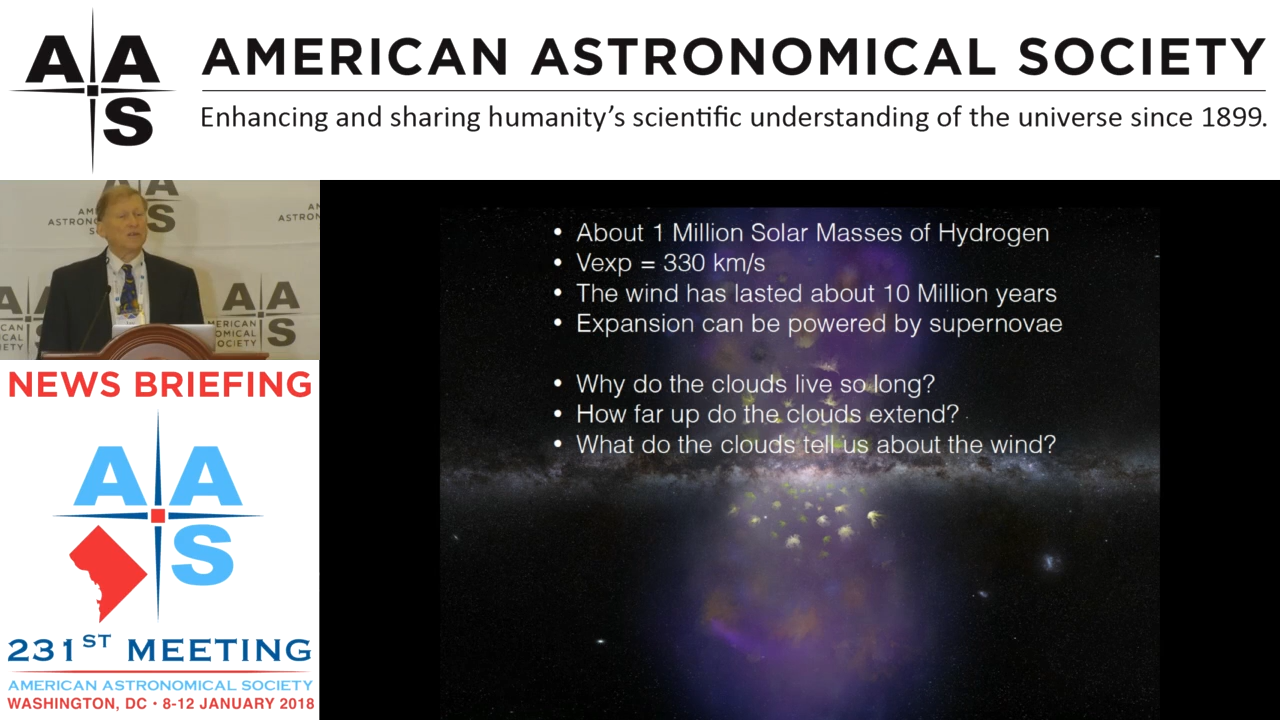 AAS
AMERICAN ASTRONOMICAL SOCIETY
Enhancing and sharing humanity's scientific understanding of the universe since 1899.
• About 1 Million Solar Masses of Hydrogen
• Vexp = 330 km/s
• The wind has lasted about 10 Million years
• Expansion can be powered by supernovae
• Why do the clouds live so long?
• How far up do the clouds extend?
• What do the clouds tell us about the wind?
NEWS BRIEFING
AAS
231ST MEETING
AMERICAN ASTRONOMICAL SOCIETY
WASHINGTON, DC • 8-12 JANUARY 2018